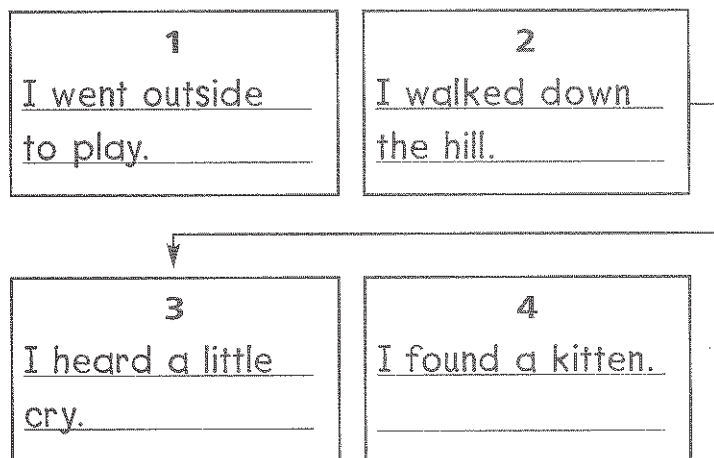 1
I went outside
to play.
2
I walked down
the hill.
3
I heard a little
cry.
4
I found a kitten.